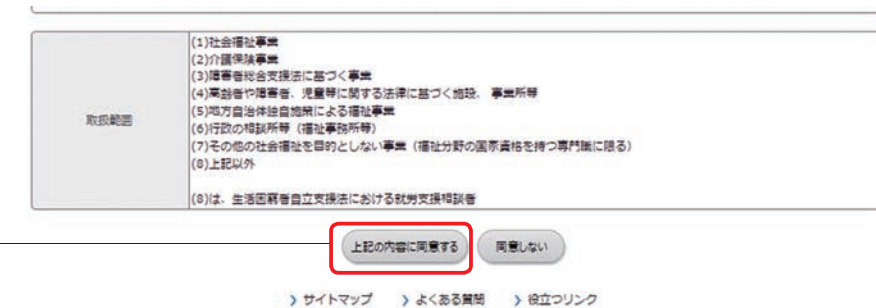 取扱範囲
(1)社会福祉事業
(2)介護保険事業
(3)障害者総合支援法に基づく事業
(4)高齢者や障害者、児童等に関する法律に基づく施設、 事業所等
(5)地方自治体独自施策による福祉事業
(6)行政の相談所等（福祉事務所等）
(7)その他の社会福祉を目的としない事業（福祉分野の国家資格を持つ専門職に限る）
(8)上記以外
(8)は、生活困窮者自立支援法における就労支援相談者
上記の内容に同意する 同意しない
サイトマップ よくある質問 役立つリンク